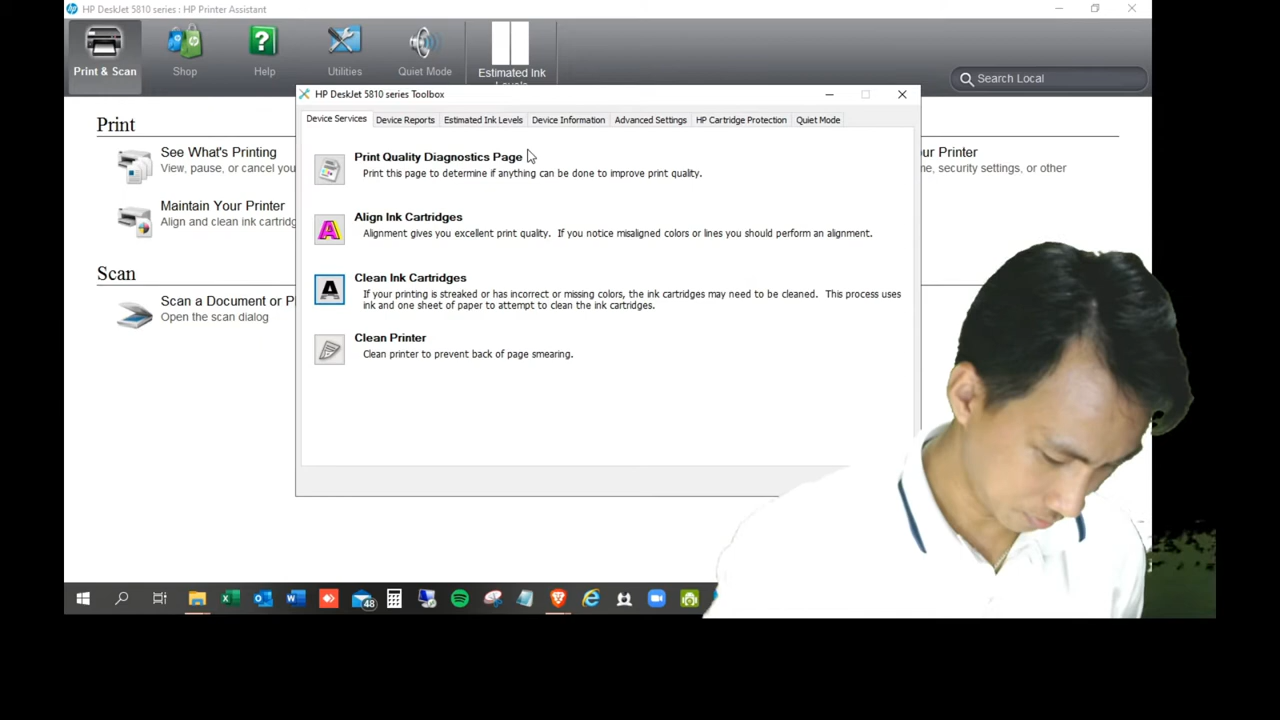 HP DeskJet 5810 series : HP Printer Assistant
Print & Scan
Shop
Help
Utilities
Quiet Mode
Estimated Ink
Search Local
HP DeskJet 5810 series Toolbox
Device Services
Device Reports
Estimated Ink Levels
Device Information
Advanced Settings
HP Cartridge Protection
Quiet Mode
Print
See What's Printing
View, pause, or cancel you
Maintain Your Printer
Align and clean ink cartridg
Scan
Scan a Document or P
Open the scan dialog
Print Quality Diagnostics Page
Print this page to determine if anything can be done to improve print quality.
Align Ink Cartridges
Alignment gives you excellent print quality. If you notice misaligned colors or lines you should perform an alignment.
Clean Ink Cartridges
If your printing is streaked or has incorrect or missing colors, the ink cartridges may need to be cleaned. This process uses
ink and one sheet of paper to attempt to clean the ink cartridges.
Clean Printer
Clean printer to prevent back of page smearing.
our Printer
e, security settings, or other
48